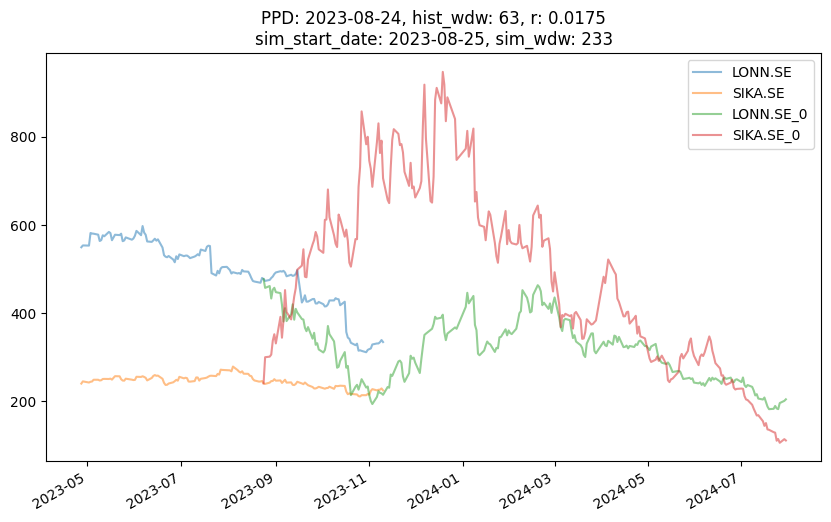 PPD: 2023-08-24, hist_wdw: 63, r: 0.0175
sim_start_date: 2023-08-25, sim_wdw: 233
LONN.SE
SIKA.SE
LONN.SE_0
SIKA.SE_0
800
600
400
200
2023-05
2023-07
2023-09
2023-11
2024-01
2024-03
2024-05
2024-07